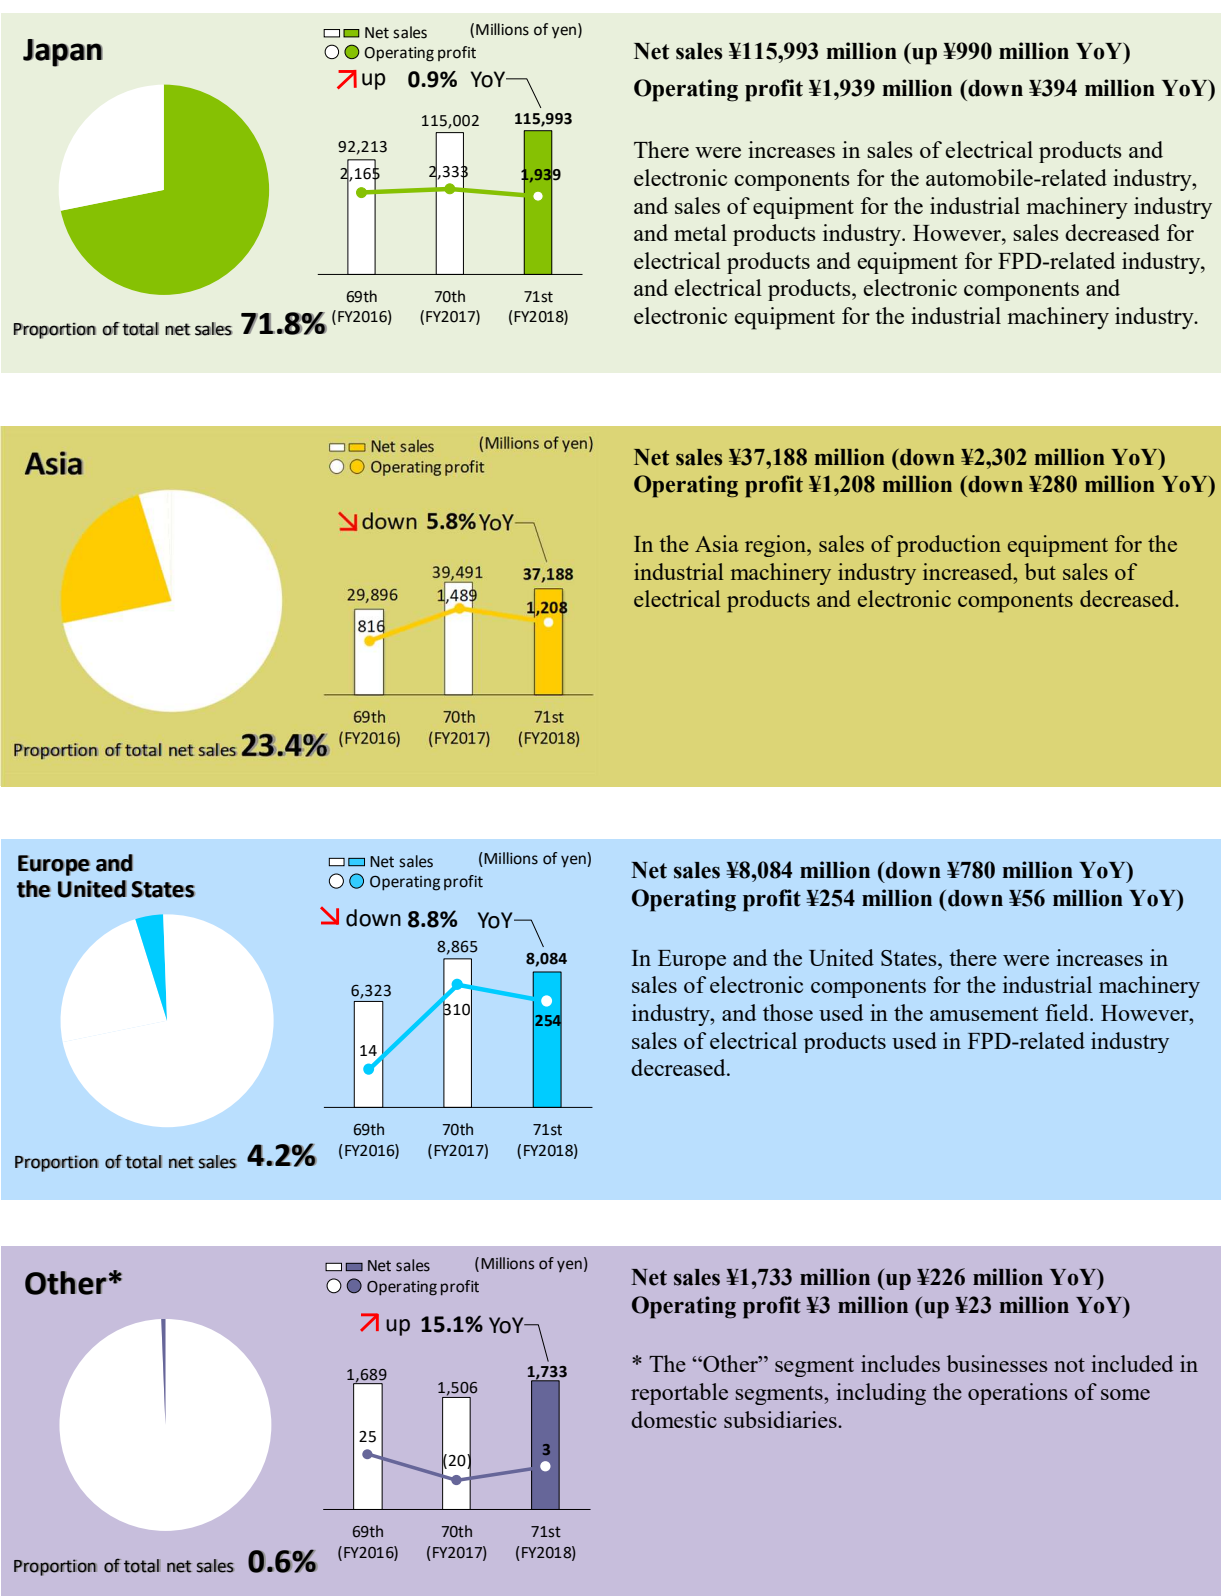 Japan
Net sales
(Millions of yen)
Operating profit
up 0.9% YoY
92,213
115,002
115,993
2,165
2,333
1,939
69th
(FY2016)
70th
(FY2017)
71st
(FY2018)
Proportion of total net sales 71.8%
Net sales ¥115,993 million (up ¥990 million YoY)
Operating profit ¥1,939 million (down ¥394 million YoY)
There were increases in sales of electrical products and
electronic components for the automobile-related industry,
and sales of equipment for the industrial machinery industry
and metal products industry. However, sales decreased for
electrical products and equipment for FPD-related industry,
and electrical products, electronic components and
electronic equipment for the industrial machinery industry.
Asia
Net sales
(Millions of yen)
Operating profit
down 5.8% YoY
29,896
39,491
37,188
816
1,489
1,208
69th
(FY2016)
70th
(FY2017)
71st
(FY2018)
Proportion of total net sales 23.4%
Net sales ¥37,188 million (down ¥2,302 million YoY)
Operating profit ¥1,208 million (down ¥280 million YoY)
In the Asia region, sales of production equipment for the
industrial machinery industry increased, but sales of
electrical products and electronic components decreased.
Europe and
the United States
Net sales
(Millions of yen)
Operating profit
down 8.8% YoY
6,323
8,865
8,084
14
310
254
69th
(FY2016)
70th
(FY2017)
71st
(FY2018)
Proportion of total net sales 4.2%
Net sales ¥8,084 million (down ¥780 million YoY)
Operating profit ¥254 million (down ¥56 million YoY)
In Europe and the United States, there were increases in
sales of electronic components for the industrial machinery
industry, and those used in the amusement field. However,
sales of electrical products used in FPD-related industry
decreased.
Other*
Net sales
(Millions of yen)
Operating profit
up 15.1% YoY
1,689
1,506
1,733
25
(20)
3
69th
(FY2016)
70th
(FY2017)
71st
(FY2018)
Proportion of total net sales 0.6%
Net sales ¥1,733 million (up ¥226 million YoY)
Operating profit ¥3 million (up ¥23 million YoY)
* The “Other” segment includes businesses not included in
reportable segments, including the operations of some
domestic subsidiaries.